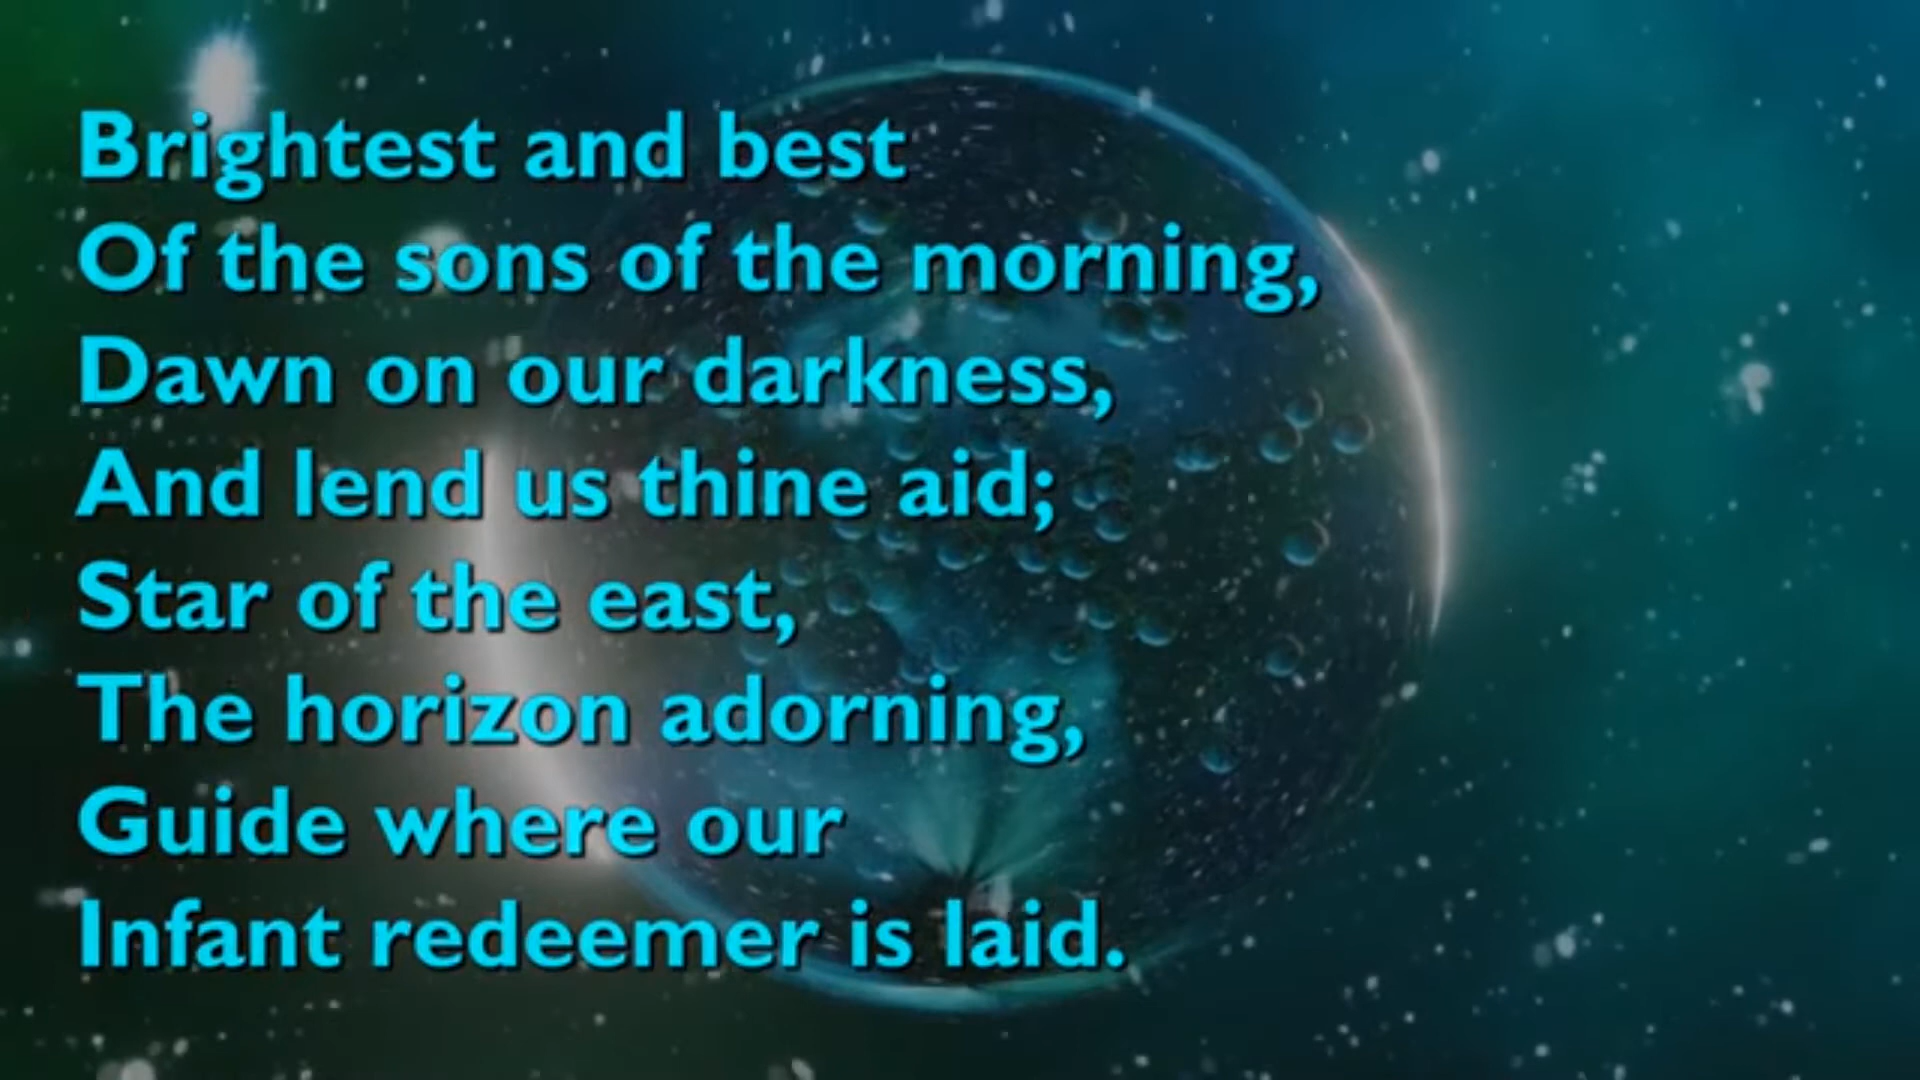 Brightest and best
Of the sons of the morning,
Dawn on our darkness,
And lend us thine aid;
Star of the east,
The horizon adorning,
Guide where our
Infant redeemer is laid.